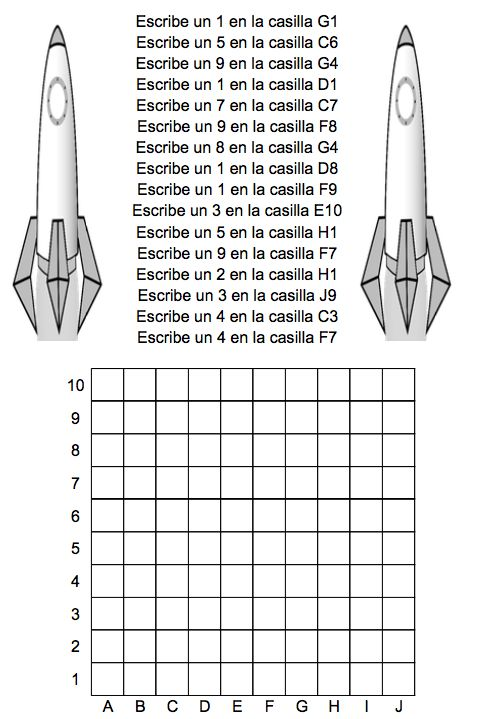 Escribe un 1 en la casilla G1
Escribe un 5 en la casilla C6
Escribe un 9 en la casilla G4
Escribe un 1 en la casilla D1
Escribe un 7 en la casilla C7
Escribe un 9 en la casilla F8
Escribe un 8 en la casilla G4
Escribe un 1 en la casilla D8
Escribe un 1 en la casilla F9
Escribe un 3 en la casilla E10
Escribe un 5 en la casilla H1
Escribe un 9 en la casilla F7
Escribe un 2 en la casilla H1
Escribe un 3 en la casilla J9
Escribe un 4 en la casilla C3
Escribe un 4 en la casilla F7
10
9
8
7
6
5
4
3
2
1
A B C D E F G H I J